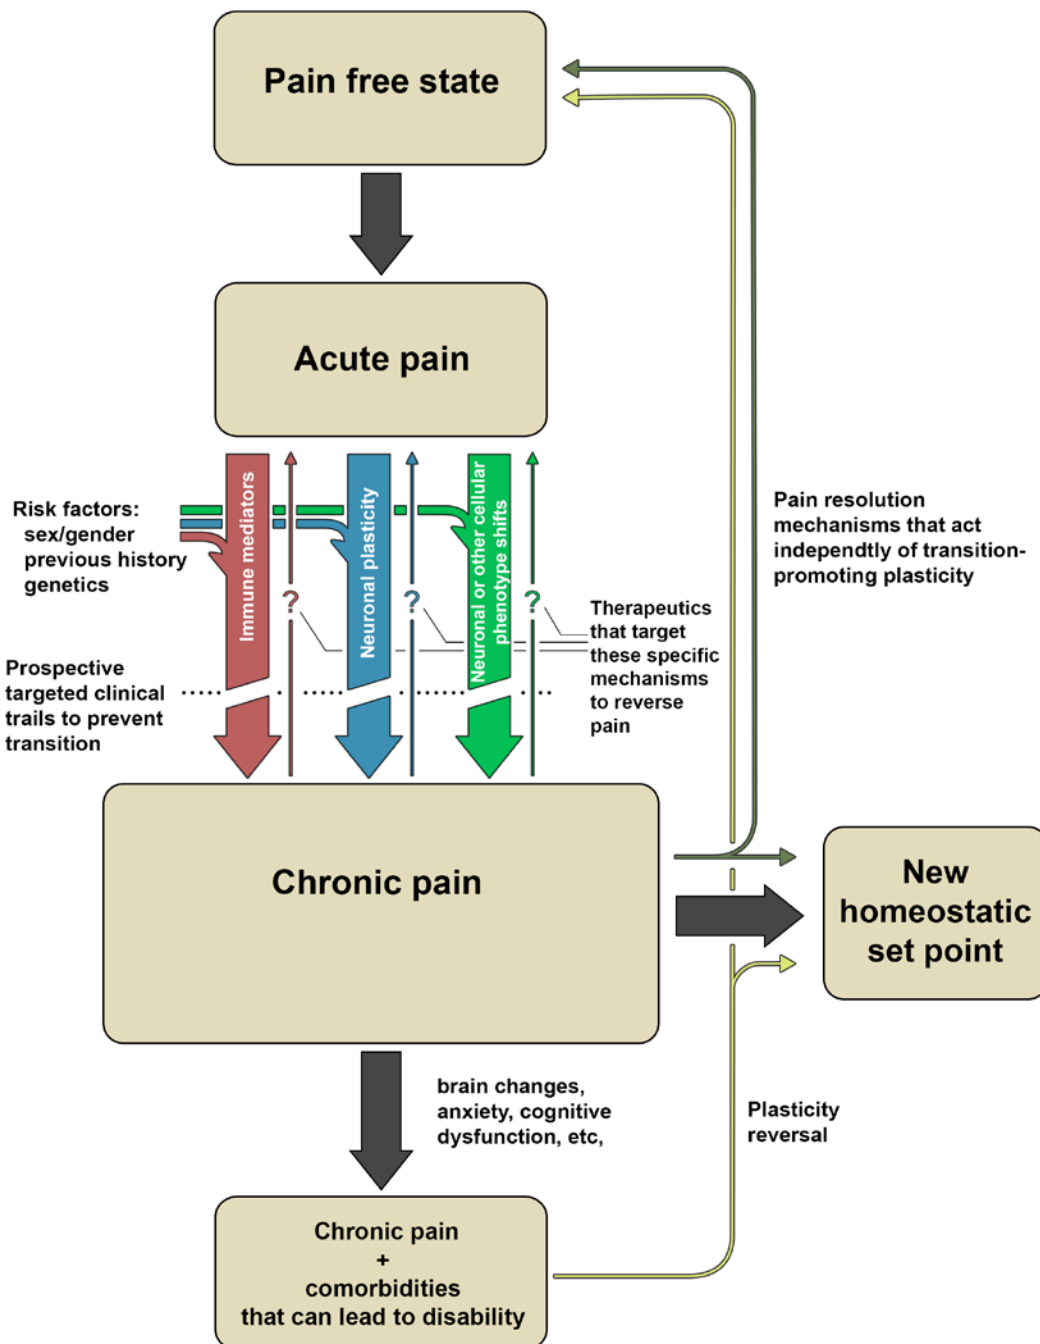 Pain free state
Acute pain
Risk factors:
sex/gender
previous history
genetics
Immune mediators
Neuronal plasticity
Neuronal or other cellular
phenotype shifts
?
?
?
Pain resolution
mechanisms that act
independtly of transition-
promoting plasticity
Therapeutics
that target
these specific
mechanisms
to reverse
pain
Prospective
targeted clinical
trails to prevent
transition
Chronic pain
New
homeostatic
set point
brain changes,
anxiety, cognitive
dysfunction, etc,
Plasticity
reversal
Chronic pain
+
comorbidities
that can lead to disability